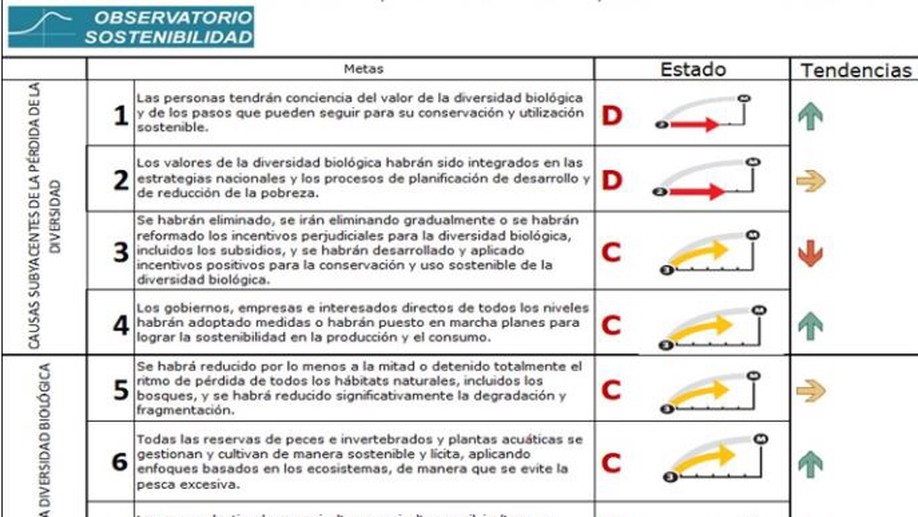 OBSERVATORIO
SOSTENIBILIDAD
Metas
Estado
Tendencias
CAUSAS SUBYACENTES DE LA PÉRDIDA DE LA
DIVERSIDAD
1
Las personas tendrán conciencia del valor de la diversidad biológica
y de los pasos que pueden seguir para su conservación y utilización
sostenible.
D
2
M
2
Los valores de la diversidad biológica habrán sido integrados en las
estrategias nacionales y los procesos de planificación de desarrollo y
de reducción de la pobreza.
D
2
M
3
Se habrán eliminado, se irán eliminando gradualmente o se habrán
reformado los incentivos perjudiciales para la diversidad biológica,
incluidos los subsidios, y se habrán desarrollado y aplicado
incentivos positivos para la conservación y uso sostenible de la
diversidad biológica.
C
3
M
4
Los gobiernos, empresas e interesados directos de todos los niveles
habrán adoptado medidas o habrán puesto en marcha planes para
lograr la sostenibilidad en la producción y el consumo.
C
3
M
A DIVERSIDAD BIOLÓGICA
5
Se habrá reducido por lo menos a la mitad o detenido totalmente el
ritmo de pérdida de todos los hábitats naturales, incluidos los
bosques, y se habrá reducido significativamente la degradación y
fragmentación.
C
3
M
6
Todas las reservas de peces e invertebrados y plantas acuáticas se
gestionan y cultivan de manera sostenible y lícita, aplicando
enfoques basados en los ecosistemas, de manera que se evite la
pesca excesiva.
C
3
M